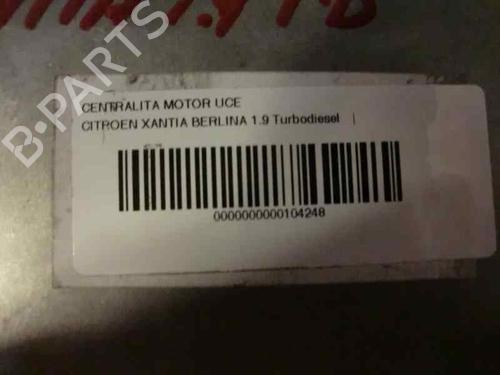 B-PARTS
CENTRALITA MOTOR UCE
CITROEN XANTIA BERLINA 1.9 Turbodiesel
0000000000104248